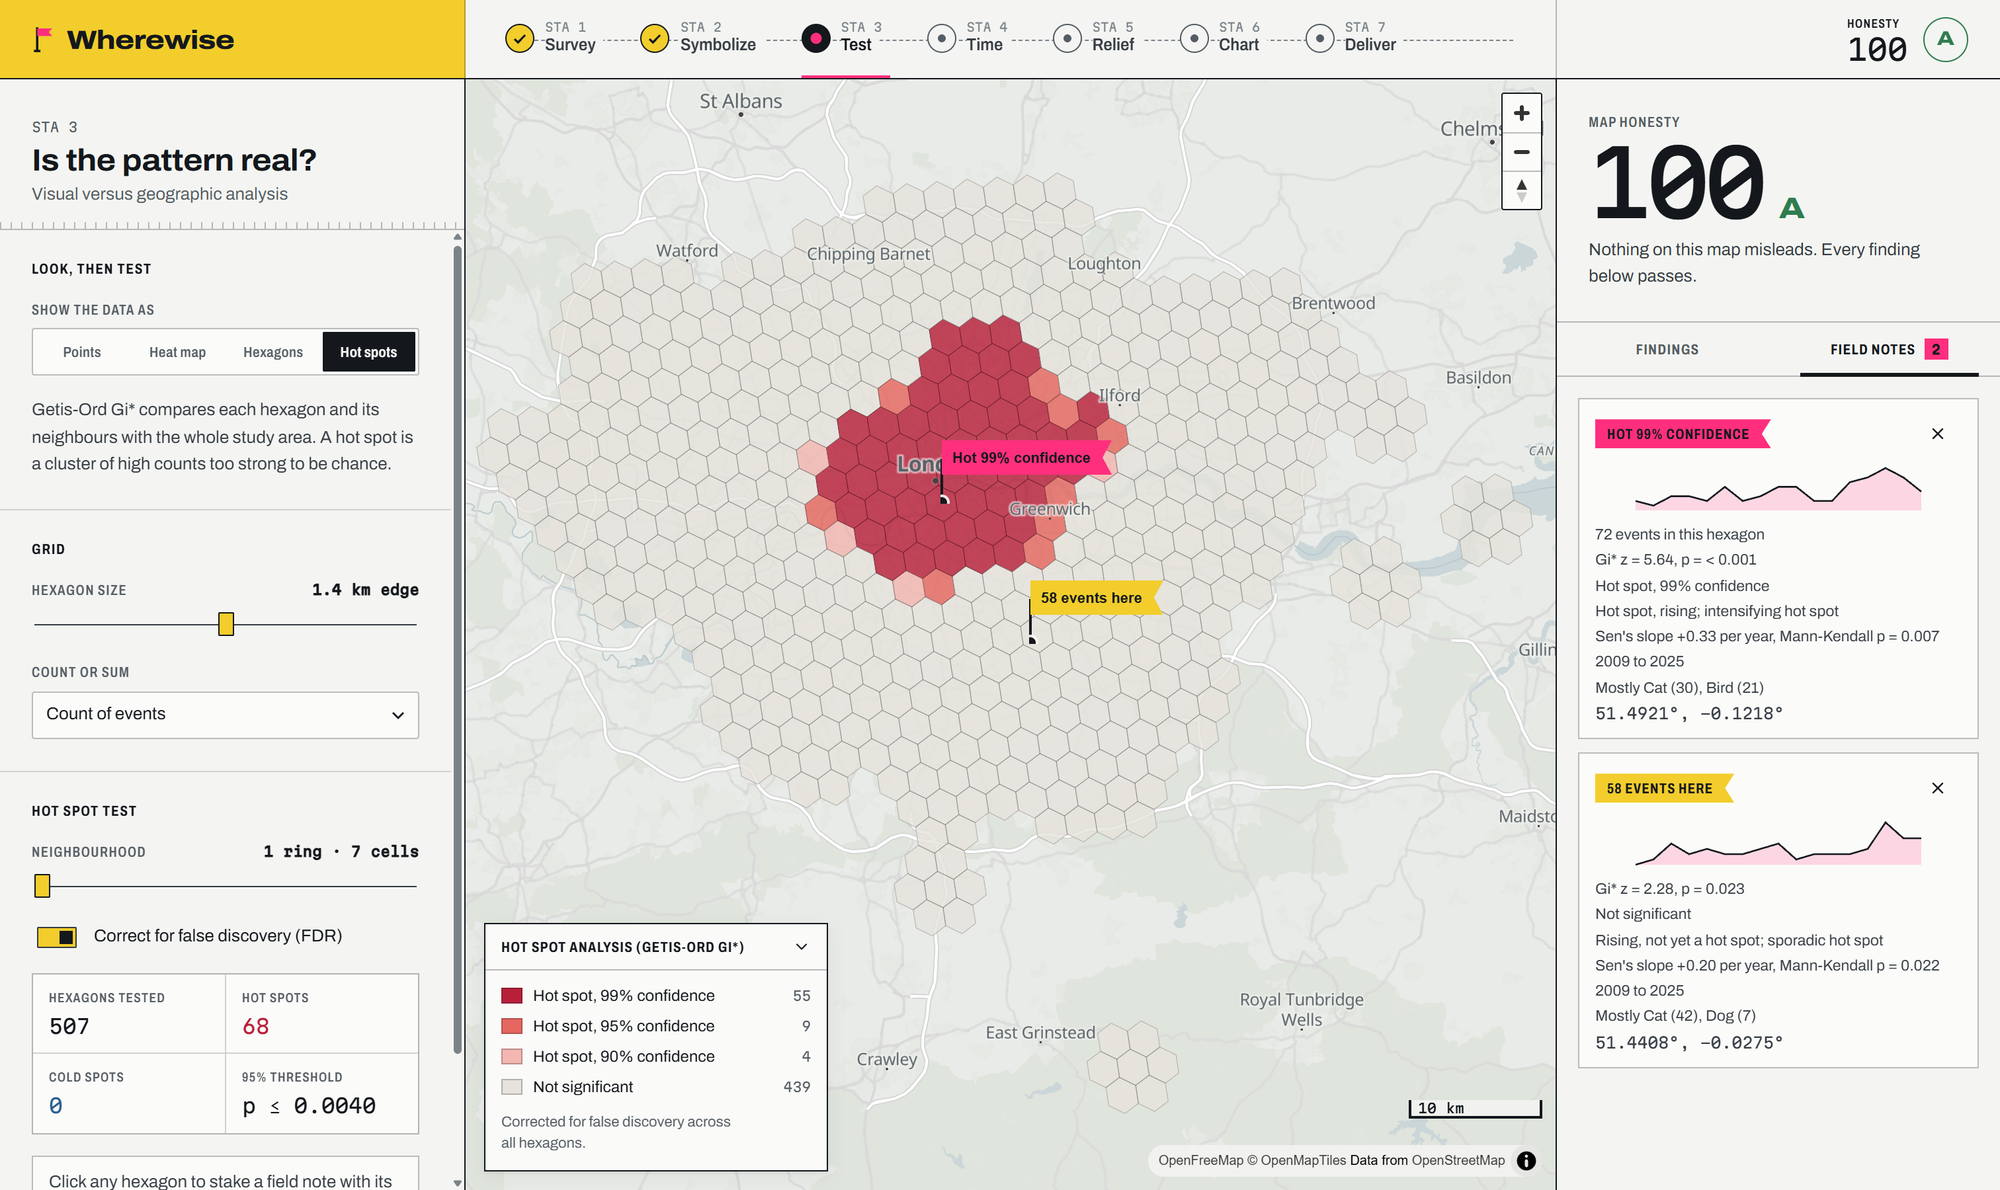 Wherewise
STA 1
Survey
STA 2
Symbolize
STA 3
Test
STA 4
Time
STA 5
Relief
STA 6
Chart
STA 7
Deliver
HONESTY
100
A
STA 3
Is the pattern real?
Visual versus geographic analysis
LOOK, THEN TEST
SHOW THE DATA AS
Points
Heat map
Hexagons
Hot spots
Getis-Ord Gi* compares each hexagon and its
neighbours with the whole study area. A hot spot is
a cluster of high counts too strong to be chance.
GRID
HEXAGON SIZE
1.4 km edge
COUNT OR SUM
Count of events
HOT SPOT TEST
NEIGHBOURHOOD
1 ring · 7 cells
Correct for false discovery (FDR)
HEXAGONS TESTED
507
HOT SPOTS
68
COLD SPOTS
0
95% THRESHOLD
p ≤ 0.0040
Click any hexagon to stake a field note with its
St Albans
Chelms
Watford
Chipping Barnet
Loughton
Brentwood
Basildon
Ilford
CAN
Lon
Hot 99% confidence
Greenwich
58 events here
Gillin
Maidsto
Royal Tunbridge
Wells
East Grinstead
Crawley
HOT SPOT ANALYSIS (GETIS-ORD GI*)
Hot spot, 99% confidence 55
Hot spot, 95% confidence 9
Hot spot, 90% confidence 4
Not significant 439
Corrected for false discovery across
all hexagons.
10 km
OpenFreeMap © OpenMapTiles Data from OpenStreetMap
MAP HONESTY
100 A
Nothing on this map misleads. Every finding
below passes.
FINDINGS
FIELD NOTES 2
HOT 99% CONFIDENCE
72 events in this hexagon
Gi* z = 5.64, p = < 0.001
Hot spot, 99% confidence
Hot spot, rising; intensifying hot spot
Sen's slope +0.33 per year, Mann-Kendall p = 0.007
2009 to 2025
Mostly Cat (30), Bird (21)
51.4921°, −0.1218°
58 EVENTS HERE
Gi* z = 2.28, p = 0.023
Not significant
Rising, not yet a hot spot; sporadic hot spot
Sen's slope +0.20 per year, Mann-Kendall p = 0.022
2009 to 2025
Mostly Cat (42), Dog (7)
51.4408°, −0.0275°